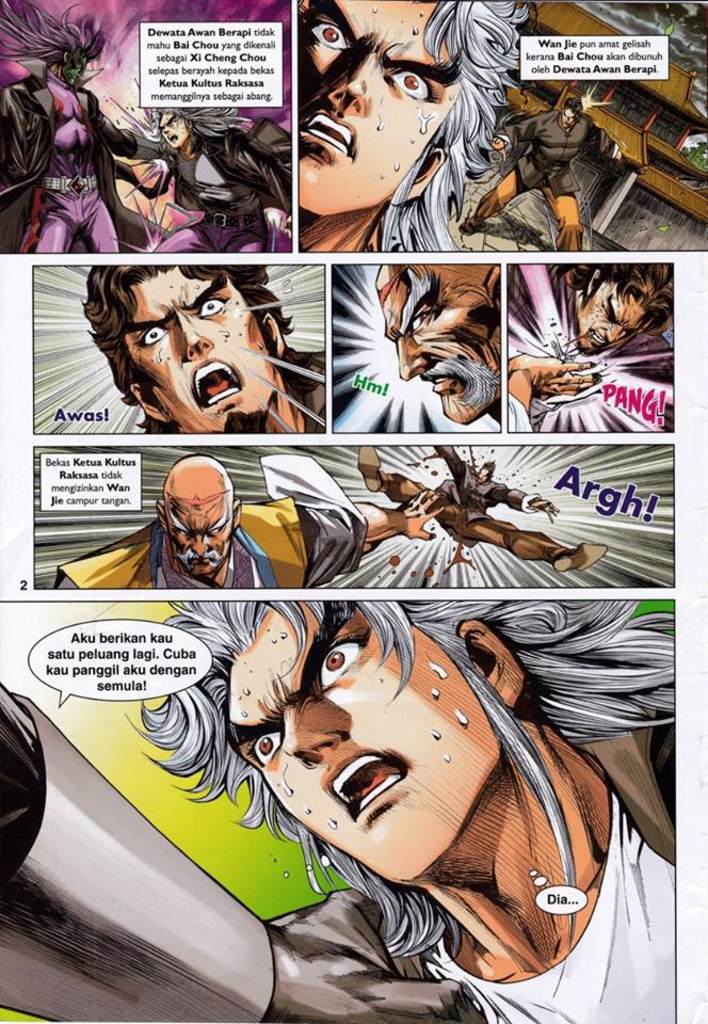 Dewata Awan Berapi tidak
mahu Bai Chou yang dikenali
sebagai Xi Cheng Chou
selepas berayah kepada bekas
Ketua Kultus Raksasa
memanggilnya sebagai abang.
Wan Jie pun amat gelisah
kerana Bai Chou akan dibunuh
oleh Dewata Awan Berapi.
Awas!
Hm!
PANG!
Bekas Ketua Kultus
Raksasa tidak
mengizinkan Wan
Jie campur tangan.
Argh!
2
Aku berikan kau
satu peluang lagi. Cuba
kau panggil aku dengan
semula!
Dia...